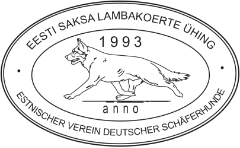 EESTI SAKSA LAMBAKOERTE ÜHING
1993
anno
ESTNISCHER VEREIN DEUTSCHER SCHÄFERHUNDE